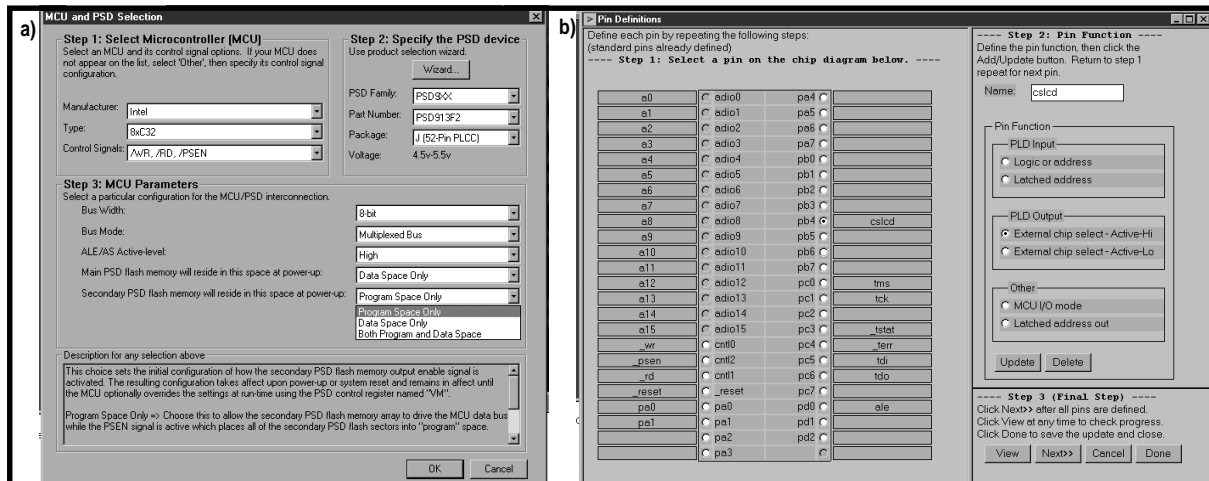 a)
MCU and PSD Selection
Step 1: Select Microcontroller (MCU)
Select an MCU and its control signal options. If your MCU does
not appear on the list, select 'Other', then specify its control signal
configuration.
Manufacturer: Intel
Type: 8xC32
Control Signals: /WR, /RD, /PSEN
Step 2: Specify the PSD device
Use product selection wizard.
Wizard...
PSD Family: PSD9XX
Part Number: PSD913F2
Package: J (52-Pin PLCC)
Voltage: 4.5v-5.5v
Step 3: MCU Parameters
Select a particular configuration for the MCU/PSD interconnection.
Bus Width: 8-bit
Bus Mode: Multiplexed Bus
ALE/AS Active-level: High
Main PSD flash memory will reside in this space at power-up: Data Space Only
Secondary PSD flash memory will reside in this space at power-up: Program Space Only
Program Space Only
Data Space Only
Both Program and Data Space
Description for any selection above
This choice sets the initial configuration of how the secondary PSD flash memory output enable signal is
activated. The resulting configuration takes affect upon power-up or system reset and remains in affect until
the MCU optionally overrides the settings at run-time using the PSD control register named "VM".
Program Space Only => Choose this to allow the secondary PSD flash memory array to drive the MCU data bus
while the PSEN signal is active which places all of the secondary PSD flash sectors into "program" space.
OK Cancel
b)
Pin Definitions
Define each pin by repeating the following steps:
(standard pins already defined)
---- Step 1: Select a pin on the chip diagram below. ----
a0 adio0 pa4
a1 adio1 pa5
a2 adio2 pa6
a3 adio3 pa7
a4 adio4 pb0
a5 adio5 pb1
a6 adio6 pb2
a7 adio7 pb3
a8 adio8 pb4 cslcd
a9 adio9 pb5
a10 adio10 pb6
a11 adio11 pb7
a12 adio12 pc0 tms
a13 adio13 pc1 tck
a14 adio14 pc2
a15 adio15 pc3 _tstat
_wr cntl0 pc4 _terr
_psen cntl2 pc5 tdi
_rd cntl1 pc6 tdo
_reset _reset pc7
pa0 pa0 pd0 ale
pa1 pa1 pd1
pa2 pd2
pa3
---- Step 2: Pin Function ----
Define the pin function, then click the
Add/Update button. Return to step 1
repeat for next pin.
Name: cslcd
Pin Function
PLD Input
Logic or address
Latched address
PLD Output
External chip select - Active-Hi
External chip select - Active-Lo
Other
MCU I/O mode
Latched address out
Update Delete
---- Step 3 (Final Step) ----
Click Next>> after all pins are defined.
Click View at any time to check progress.
Click Done to save the update and close.
View Next>> Cancel Done